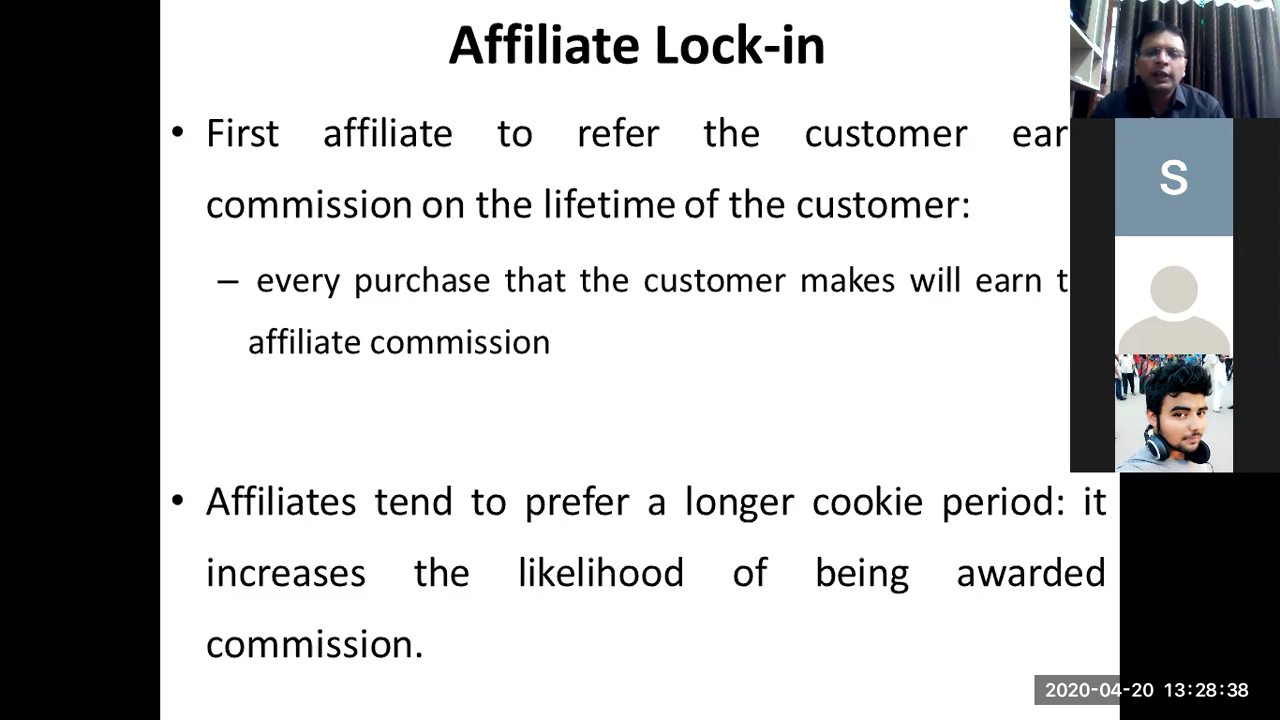 Affiliate Lock-in
• First affiliate to refer the customer
commission on the lifetime of the customer:
– every purchase that the customer makes will earn
affiliate commission
• Affiliates tend to prefer a longer cookie period: it
increases the likelihood of being awarded
commission.
S
2020-04-20 13:28:38